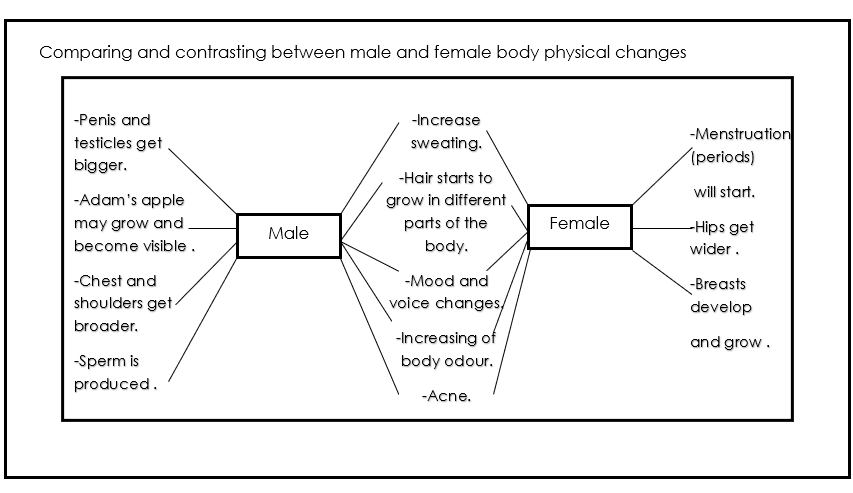 Comparing and contrasting between male and female body physical changes
-Penis and
testicles get
bigger.
-Adam's apple
may grow and
become visible .
-Chest and
shoulders get
broader.
-Sperm is
produced .
Male
-Increase
sweating.
-Hair starts to
grow in different
parts of the
body.
-Mood and
voice changes.
-Increasing of
body odour.
-Acne.
Female
-Menstruation
(periods)
will start.
-Hips get
wider .
-Breasts
develop
and grow .